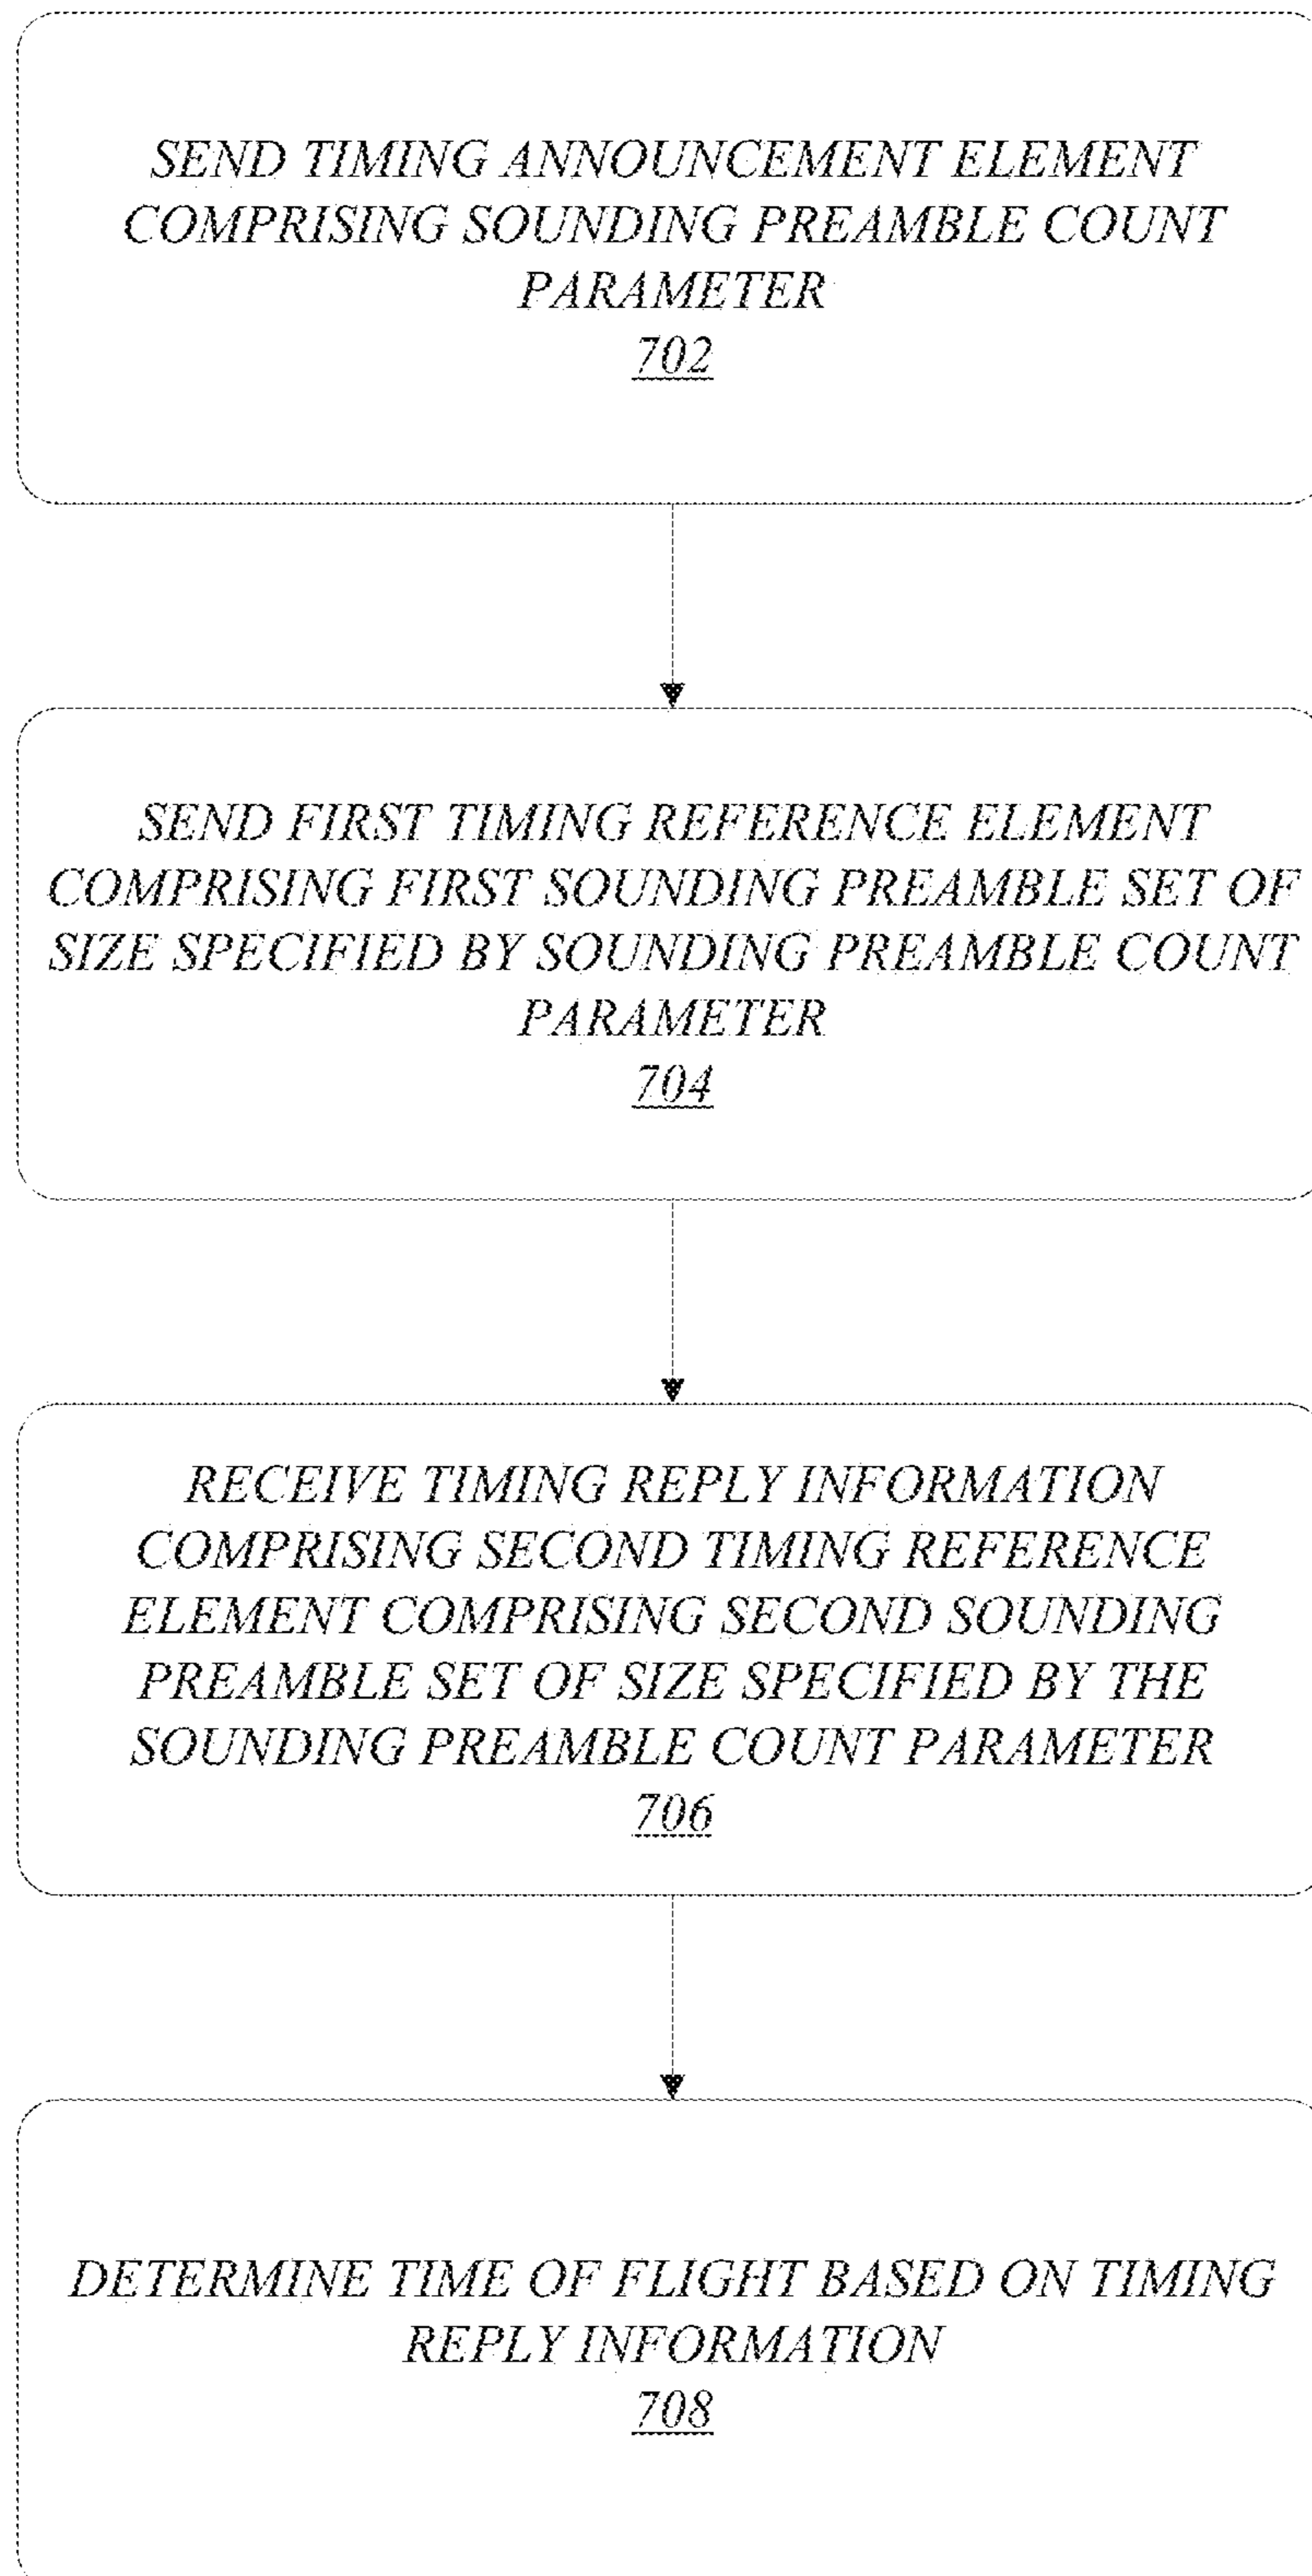 SEND TIMING ANNOUNCEMENT ELEMENT
COMPRISING SOUNDING PREAMBLE COUNT
PARAMETER
702
SEND FIRST TIMING REFERENCE ELEMENT
COMPRISING FIRST SOUNDING PREAMBLE SET OF
SIZE SPECIFIED BY SOUNDING PREAMBLE COUNT
PARAMETER
704
RECEIVE TIMING REPLY INFORMATION
COMPRISING SECOND TIMING REFERENCE
ELEMENT COMPRISING SECOND SOUNDING
PREAMBLE SET OF SIZE SPECIFIED BY THE
SOUNDING PREAMBLE COUNT PARAMETER
706
DETERMINE TIME OF FLIGHT BASED ON TIMING
REPLY INFORMATION
708